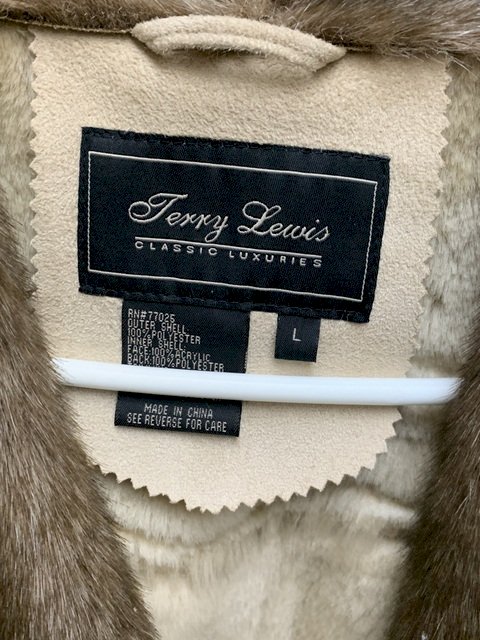 Terry Lewis
CLASSIC LUXURIES
RN#77025
OUTER SHELL:
100%POLYESTER
INNER SHELL:
FACE:100%ACRYLIC
BACK:100%POLYESTER
L
MADE IN CHINA
SEE REVERSE FOR CARE